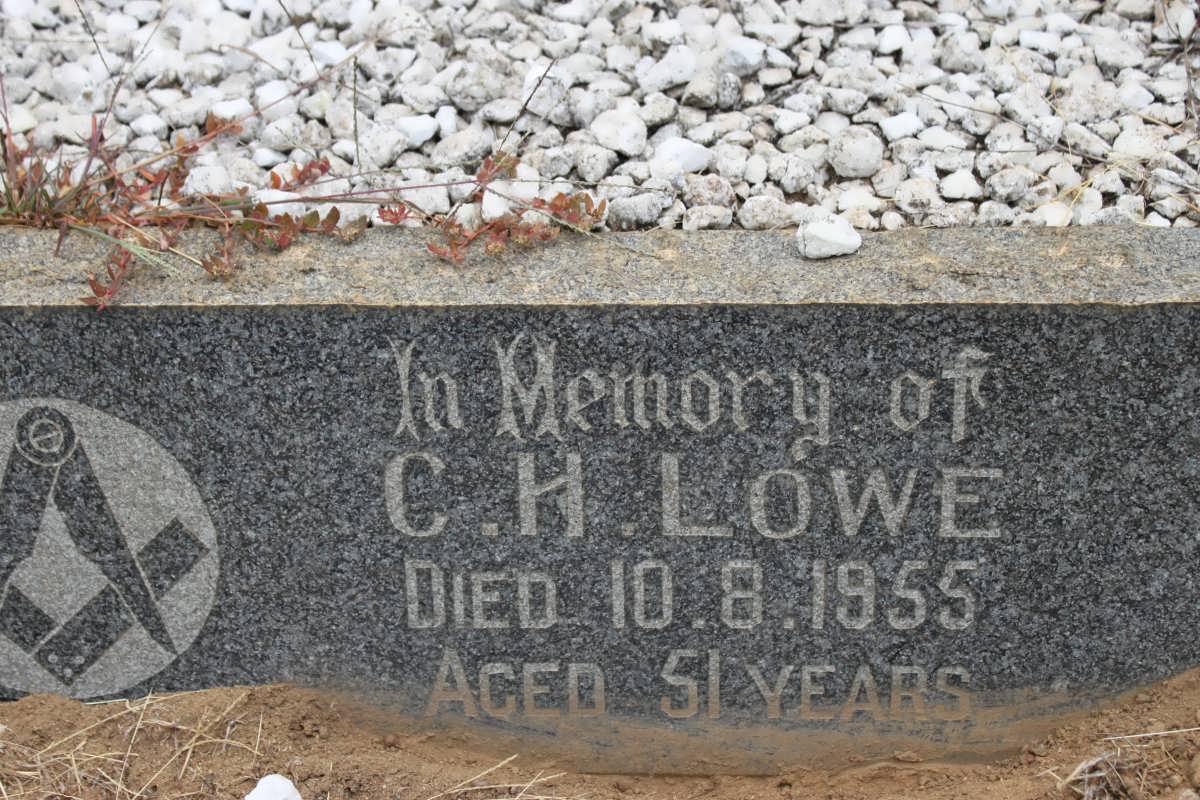 In Memory of
C. H. LOWE
DIED 10.8.1955
AGED 51 YEARS